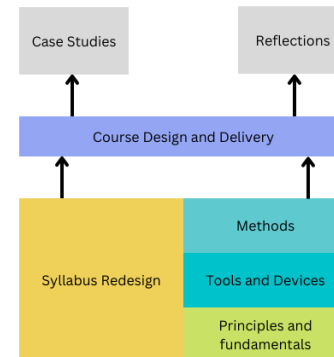 Case Studies
Reflections
Course Design and Delivery
Syllabus Redesign
Methods
Tools and Devices
Principles and
fundamentals